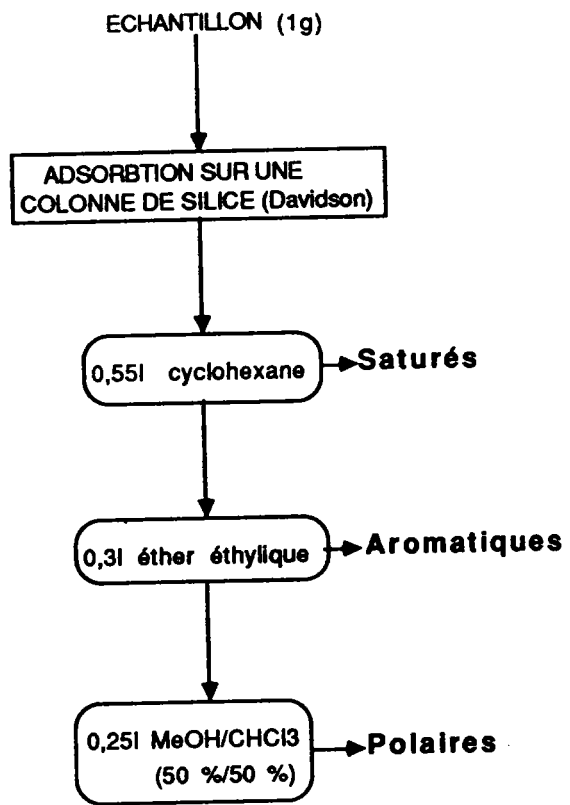 ECHANTILLON (1g)
ADSORBTION SUR UNE
COLONNE DE SILICE (Davidson)
0,55l cyclohexane
Saturés
0,3l éther éthylique
Aromatiques
0,25l MeOH/CHCl3
(50 %/50 %)
Polaires